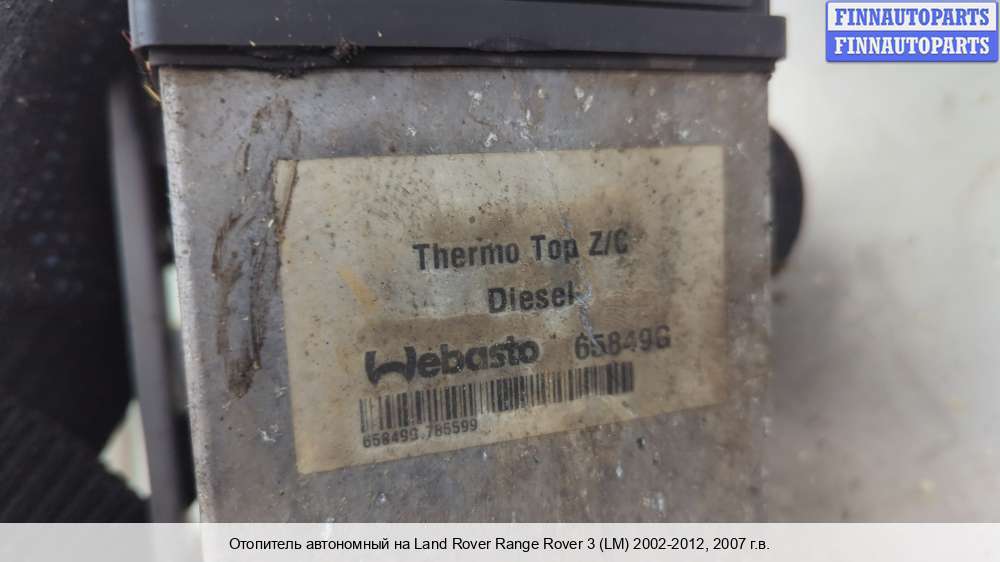 FINNAUTOPARTS
FINNAUTOPARTS
Thermo Top Z/C
Diesel
Webasto 65849G
65849G 785599
Отопитель автономный на Land Rover Range Rover 3 (LM) 2002-2012, 2007 г.в.